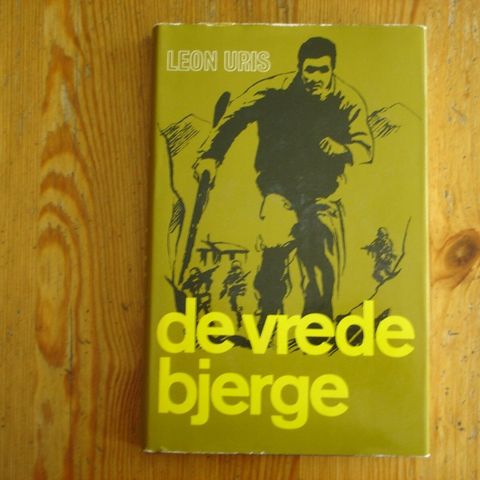 LEON URIS
de vrede
bjerge